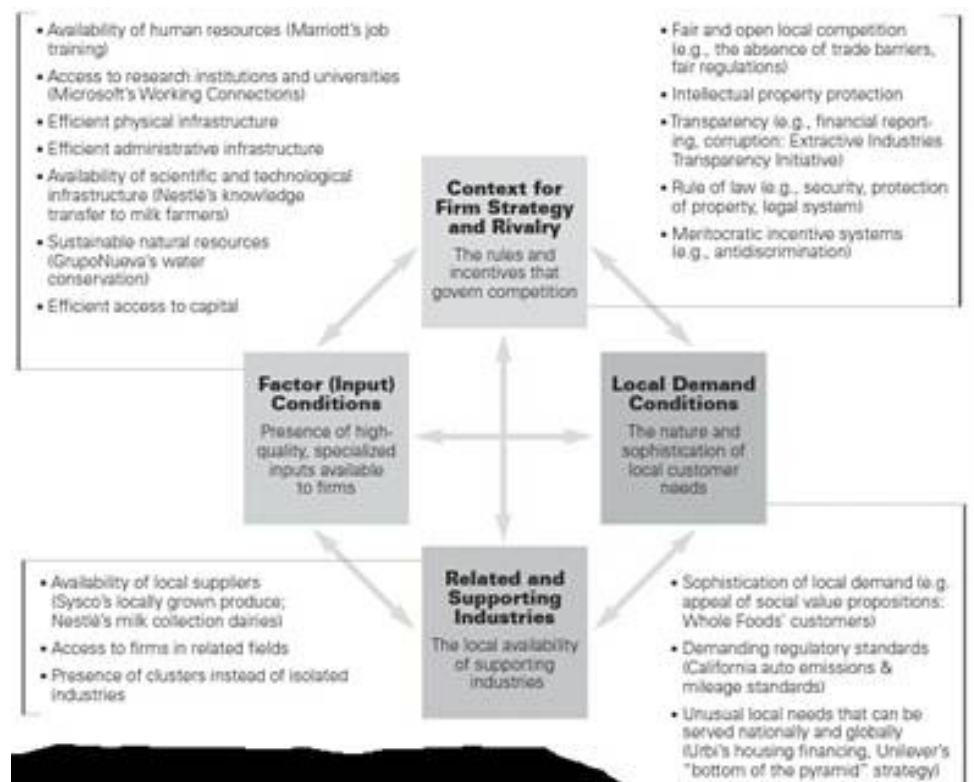 • Availability of human resources (Marriott's job
training)
• Access to research institutions and universities
(Microsoft's Working Connections)
• Efficient physical infrastructure
• Efficient administrative infrastructure
• Availability of scientific and technological
infrastructure (Nestlé's knowledge
transfer to milk farmers)
• Sustainable natural resources
(GrupoNueva's water
conservation)
• Efficient access to capital
• Fair and open local competition
(e.g., the absence of trade barriers,
fair regulations)
• Intellectual property protection
• Transparency (e.g., financial report-
ing, corruption: Extractive Industries
Transparency Initiative)
• Rule of law (e.g., security, protection
of property, legal system)
• Meritocratic incentive systems
(e.g., antidiscrimination)
Context for
Firm Strategy
and Rivalry
The rules and
incentives that
govern competition
Factor (Input)
Conditions
Presence of high-
quality, specialized
inputs available
to firms
Local Demand
Conditions
The nature and
sophistication of
local customer
needs
Related and
Supporting
Industries
The local availability
of supporting
industries
• Availability of local suppliers
(Sysco's locally grown produce;
Nestlé's milk collection dairies)
• Access to firms in related fields
• Presence of clusters instead of isolated
industries
• Sophistication of local demand (e.g.
appeal of social value propositions:
Whole Foods' customers)
• Demanding regulatory standards
(California auto emissions &
mileage standards)
• Unusual local needs that can be
served nationally and globally
(Urbi's housing financing, Unilever's
"bottom of the pyramid" strategy)